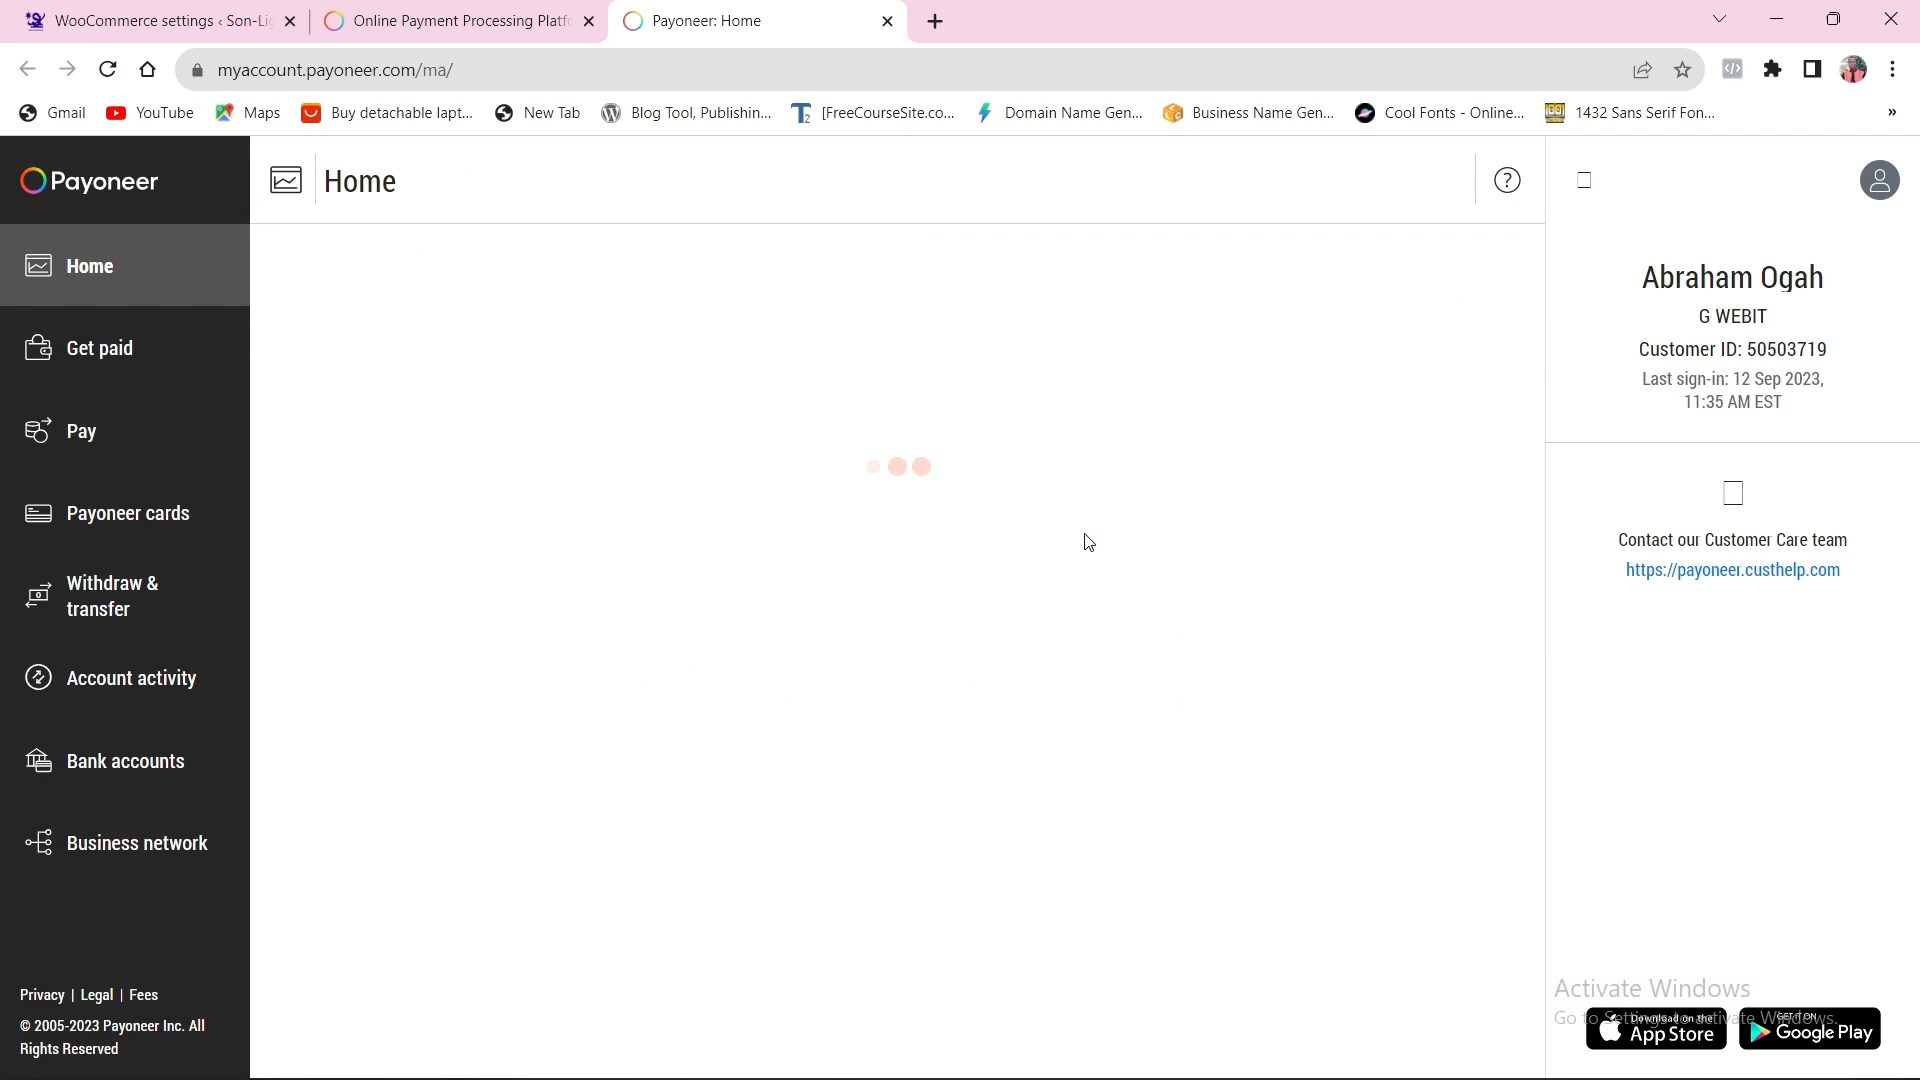 WooCommerce settings ‹ Son-Li
Online Payment Processing Platf
Payoneer: Home
myaccount.payoneer.com/ma/
Gmail
YouTube
Maps
Buy detachable lapt...
New Tab
Blog Tool, Publishin...
[FreeCourseSite.co...
Domain Name Gen...
Business Name Gen...
Cool Fonts - Online...
1432 Sans Serif Fon...
»
Payoneer
Home
Get paid
Pay
Payoneer cards
Withdraw &
transfer
Account activity
Bank accounts
Business network
Privacy | Legal | Fees
© 2005-2023 Payoneer Inc. All
Rights Reserved
Home
?
Abraham Ogah
G WEBIT
Customer ID: 50503719
Last sign-in: 12 Sep 2023,
11:35 AM EST
Contact our Customer Care team
https://payoneer.custhelp.com
Activate Windows
Go to Settings to activate Windows.
Download on the
App Store
GET IT ON
Google Play